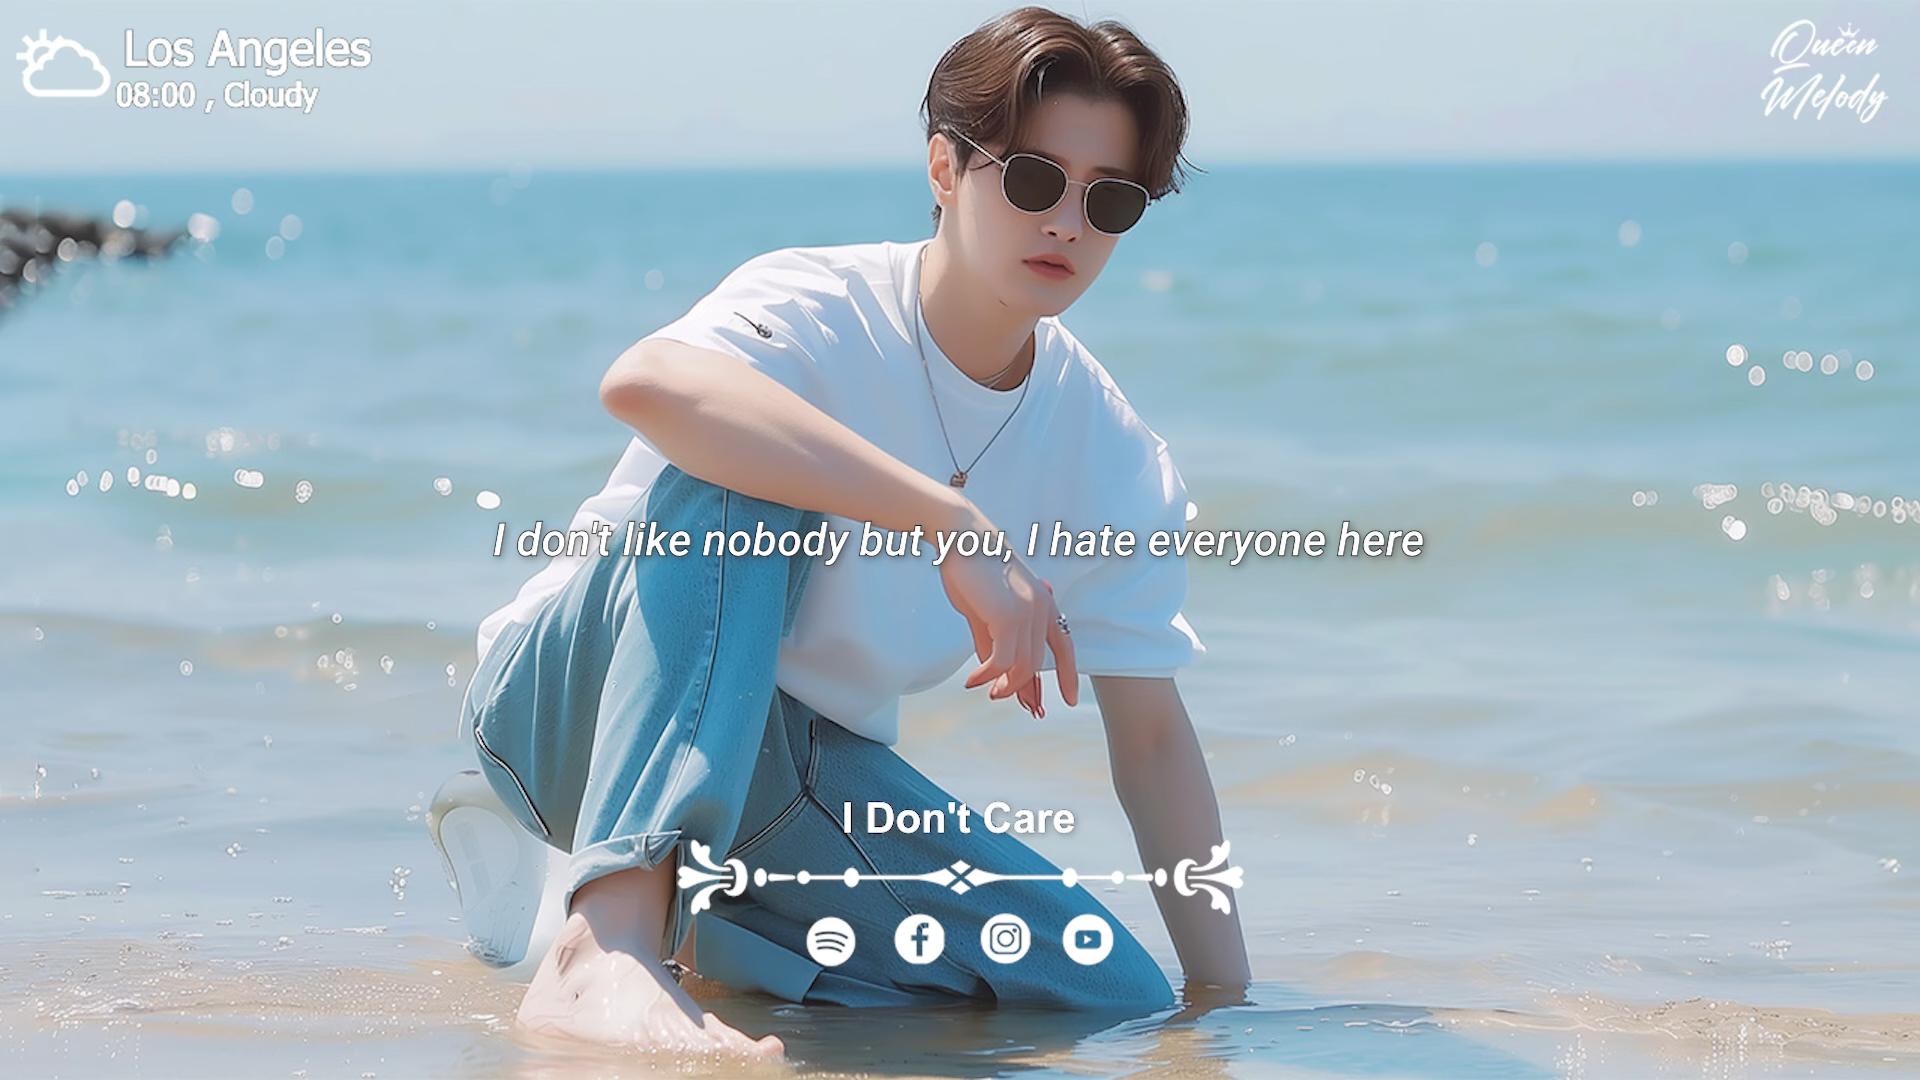 Los Angeles
08:00 , Cloudy
Queen
Melody
I don't like nobody but you, I hate everyone here
I Don't Care